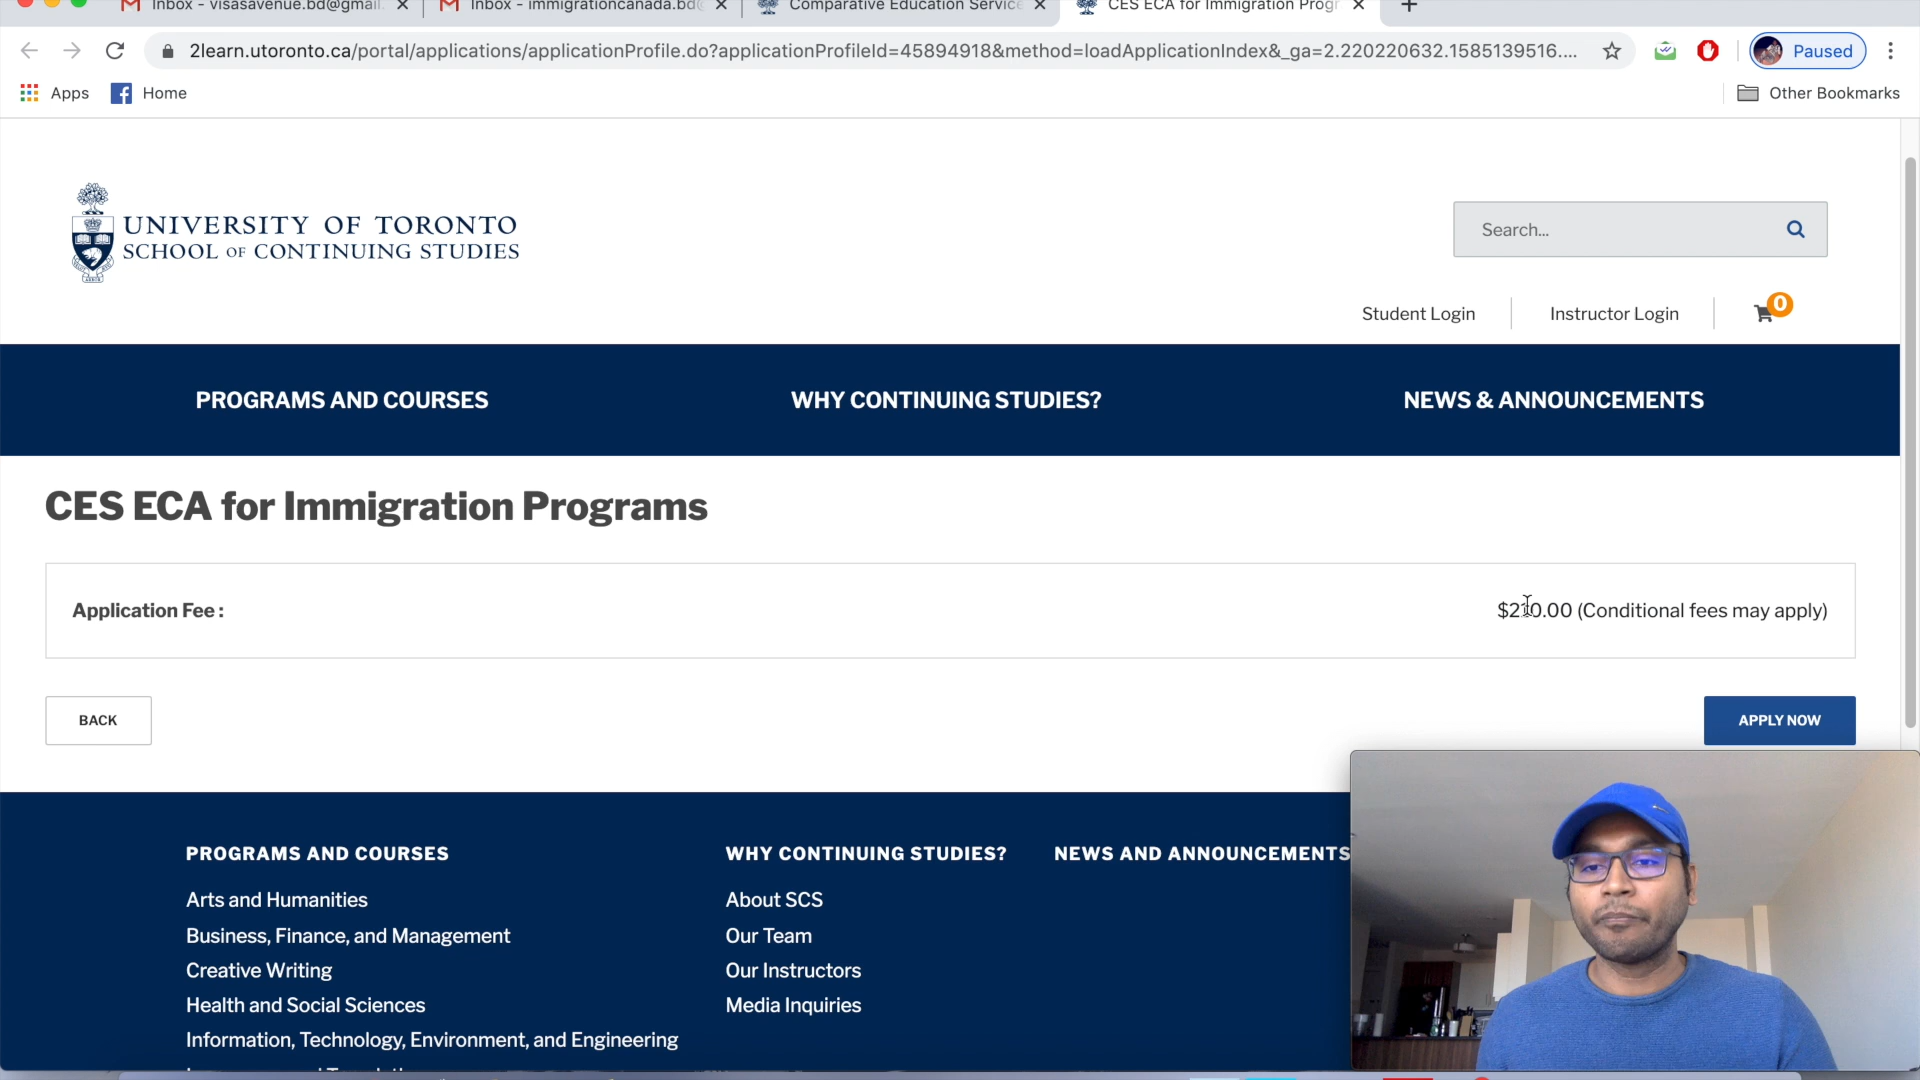 Inbox - visasavenue.bd@gmail.
Inbox - immigrationcanada.bd@
Comparative Education Service
CES ECA for Immigration Progr
2learn.utoronto.ca/portal/applications/applicationProfile.do?applicationProfileId=45894918&method=loadApplicationIndex&_ga=2.220220632.1585139516....
Paused
Apps
Home
Other Bookmarks
UNIVERSITY OF TORONTO
SCHOOL OF CONTINUING STUDIES
Search...
Student Login
Instructor Login
0
PROGRAMS AND COURSES
WHY CONTINUING STUDIES?
NEWS & ANNOUNCEMENTS
CES ECA for Immigration Programs
Application Fee :
$210.00 (Conditional fees may apply)
BACK
APPLY NOW
PROGRAMS AND COURSES
Arts and Humanities
Business, Finance, and Management
Creative Writing
Health and Social Sciences
Information, Technology, Environment, and Engineering
WHY CONTINUING STUDIES?
About SCS
Our Team
Our Instructors
Media Inquiries
NEWS AND ANNOUNCEMENTS